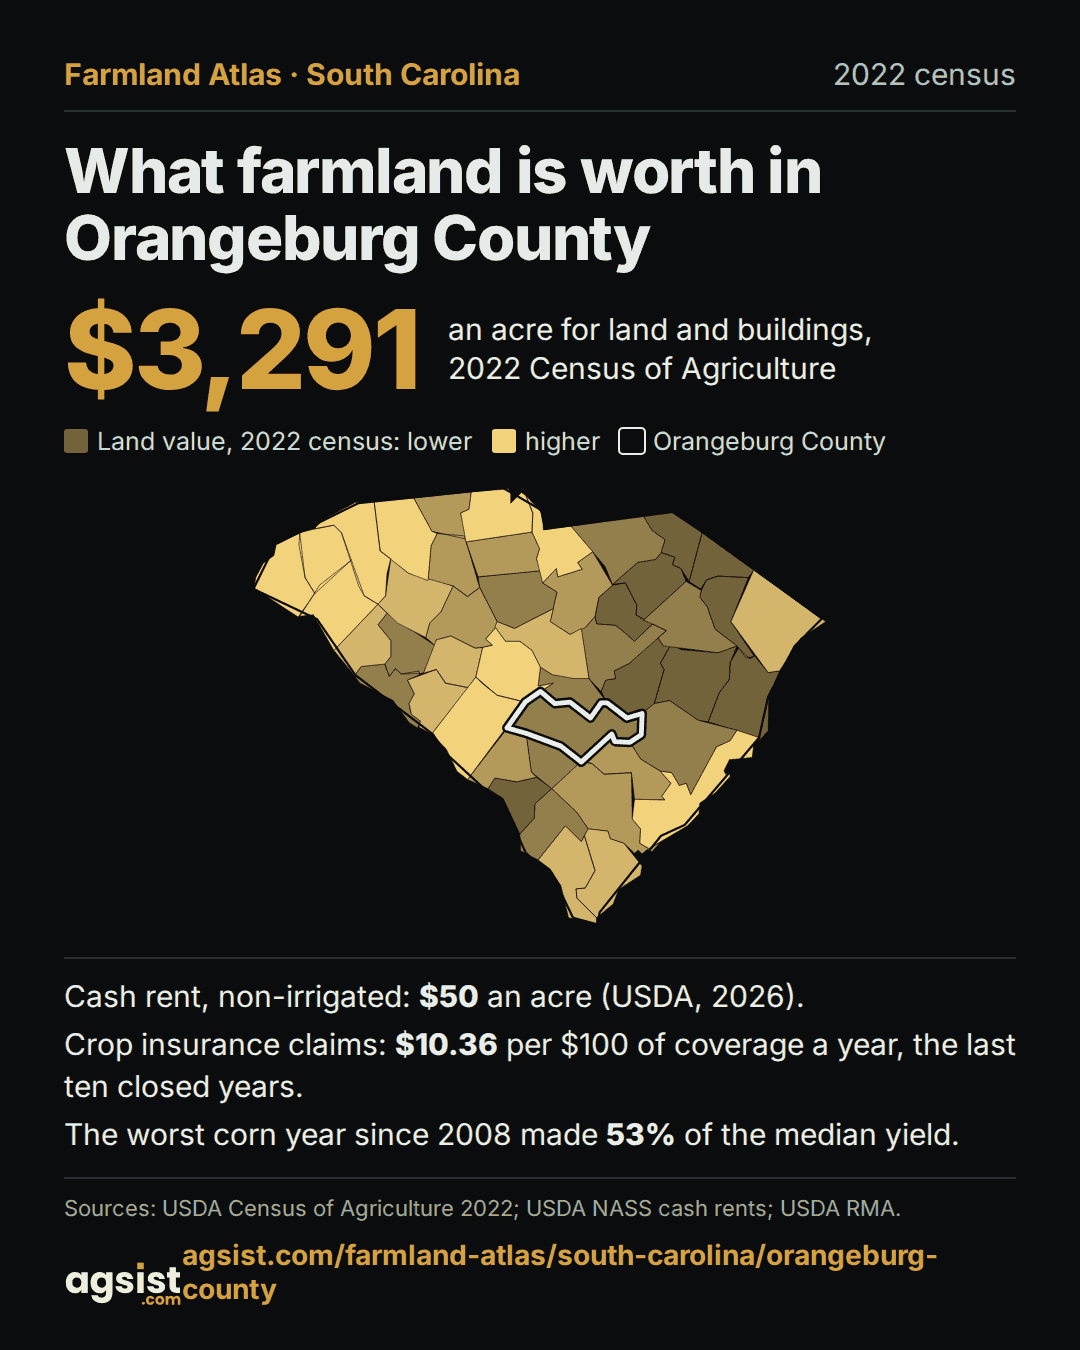 Farmland Atlas · South Carolina
2022 census
What farmland is worth in
Orangeburg County
$3,291
an acre for land and buildings,
2022 Census of Agriculture
Land value, 2022 census: lower
higher
Orangeburg County
Cash rent, non-irrigated: $50 an acre (USDA, 2026).
Crop insurance claims: $10.36 per $100 of coverage a year, the last
ten closed years.
The worst corn year since 2008 made 53% of the median yield.
Sources: USDA Census of Agriculture 2022; USDA NASS cash rents; USDA RMA.
agsist
.com
agsist.com/farmland-atlas/south-carolina/orangeburg-
county